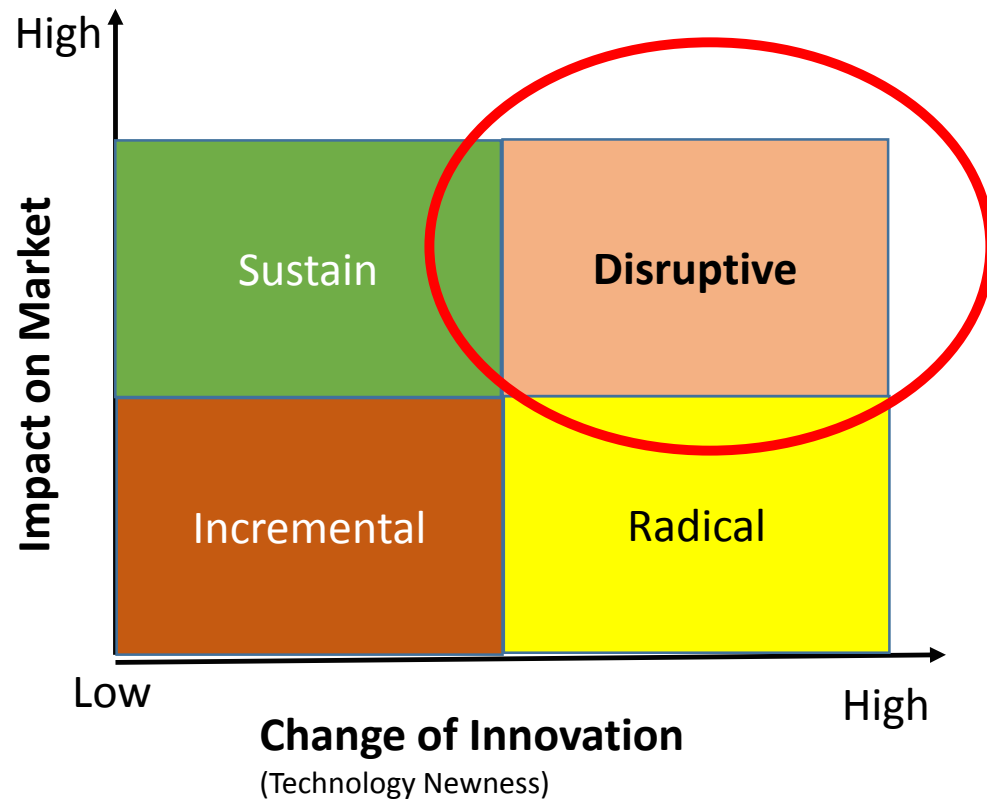 High
Impact on Market
Sustain
Disruptive
Incremental
Radical
Low
High
Change of Innovation
(Technology Newness)